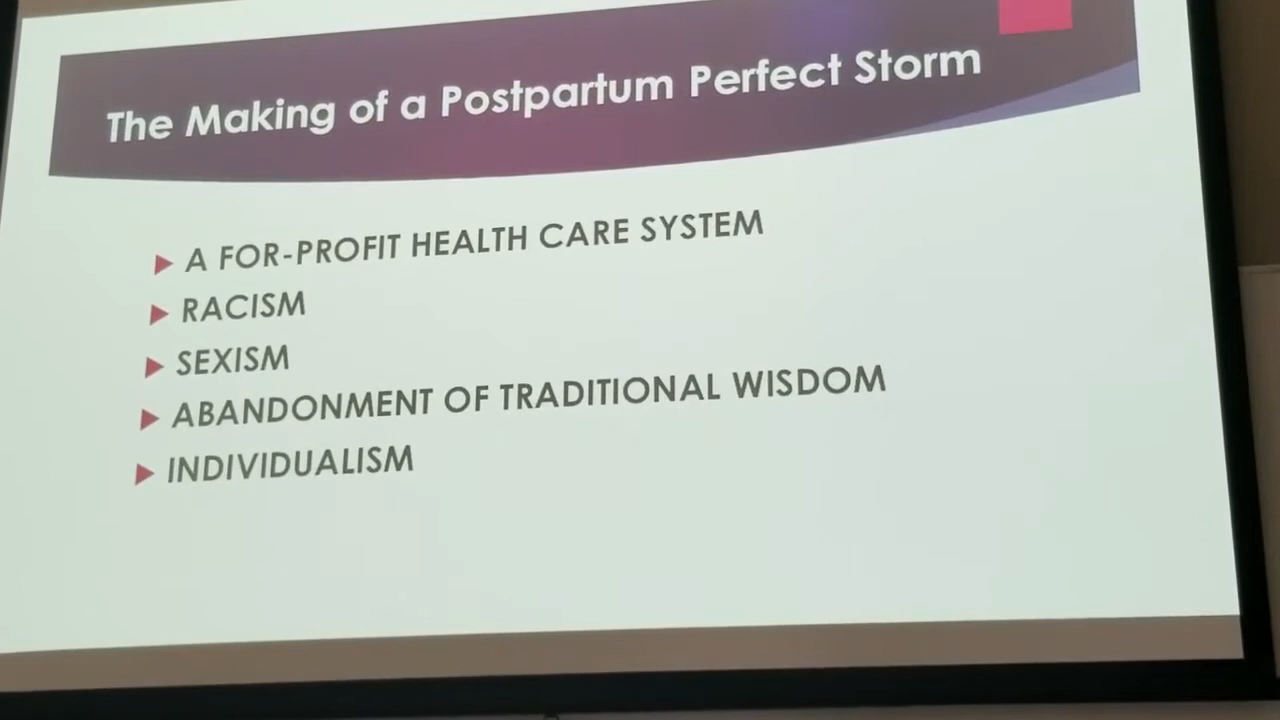 The Making of a Postpartum Perfect Storm
A FOR-PROFIT HEALTH CARE SYSTEM
RACISM
SEXISM
ABANDONMENT OF TRADITIONAL WISDOM
INDIVIDUALISM